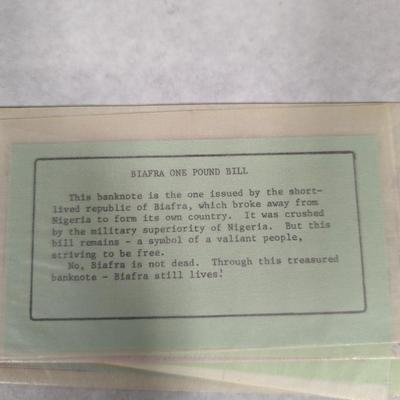 BIAFRA ONE POUND BILL
This banknote is the one issued by the short-
lived republic of Biafra, which broke away from
Nigeria to form its own country. It was crushed
by the military superiority of Nigeria. But this
bill remains - a symbol of a valiant people,
striving to be free.
No, Biafra is not dead. Through this treasured
banknote - Biafra still lives!